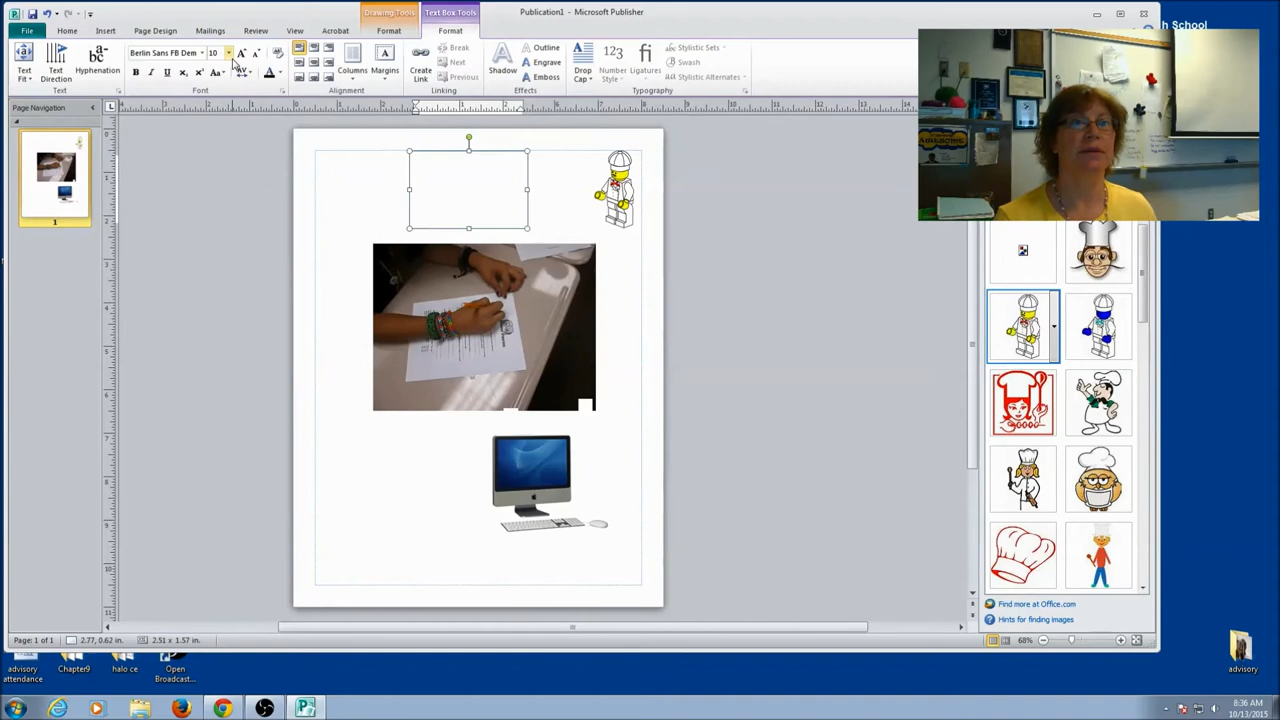 Drawing Tools
Text Box Tools
Publication1 - Microsoft Publisher
h School
File
Home
Insert
Page Design
Mailings
Review
View
Acrobat
Format
Format
Text Fit
Text Direction
Hyphenation
Berlin Sans FB Dem
10
Columns
Margins
Create Link
Break
Next
Previous
Shadow
Outline
Engrave
Emboss
Drop Cap
Number Style
Ligatures
Stylistic Sets
Swash
Stylistic Alternates
Text
Font
Alignment
Linking
Effects
Typography
Page Navigation
1
Find more at Office.com
Hints for finding images
Page: 1 of 1
2.77, 0.62 in.
2.51 x 1.57 in.
68%
advisory attendance
Chapter9
halo ce
Open Broadcast...
advisory
8:36 AM
10/13/2015